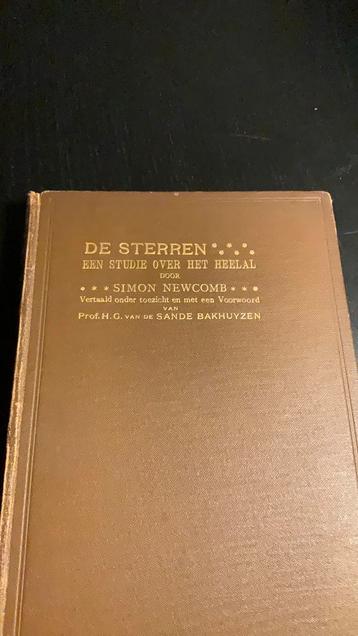 DE STERREN
EEN STUDIE OVER HET HEELAL
DOOR
SIMON NEWCOMB
Vertaald onder toezicht en met een Voorwoord
VAN
Prof. H. G. VAN DE SANDE BAKHUYZEN